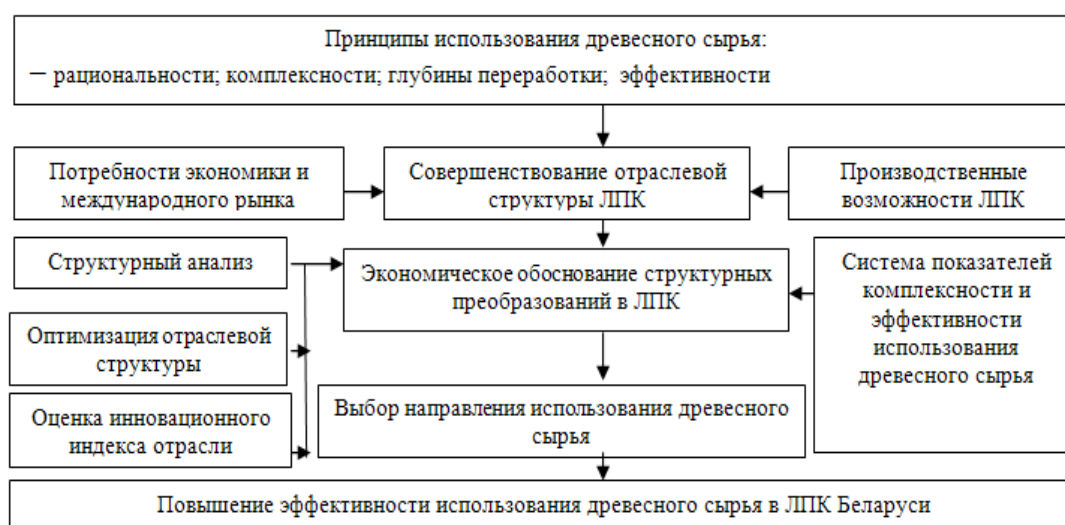 Принципы использования древесного сырья:
– рациональности; комплексности; глубины переработки; эффективности
Потребности экономики и
международного рынка
Совершенствование отраслевой
структуры ЛПК
Производственные
возможности ЛПК
Структурный анализ
Экономическое обоснование структурных
преобразований в ЛПК
Система показателей
комплексности и
эффективности
использования
древесного сырья
Оптимизация отраслевой
структуры
Выбор направления использования древесного
сырья
Оценка инновационного
индекса отрасли
Повышение эффективности использования древесного сырья в ЛПК Беларуси